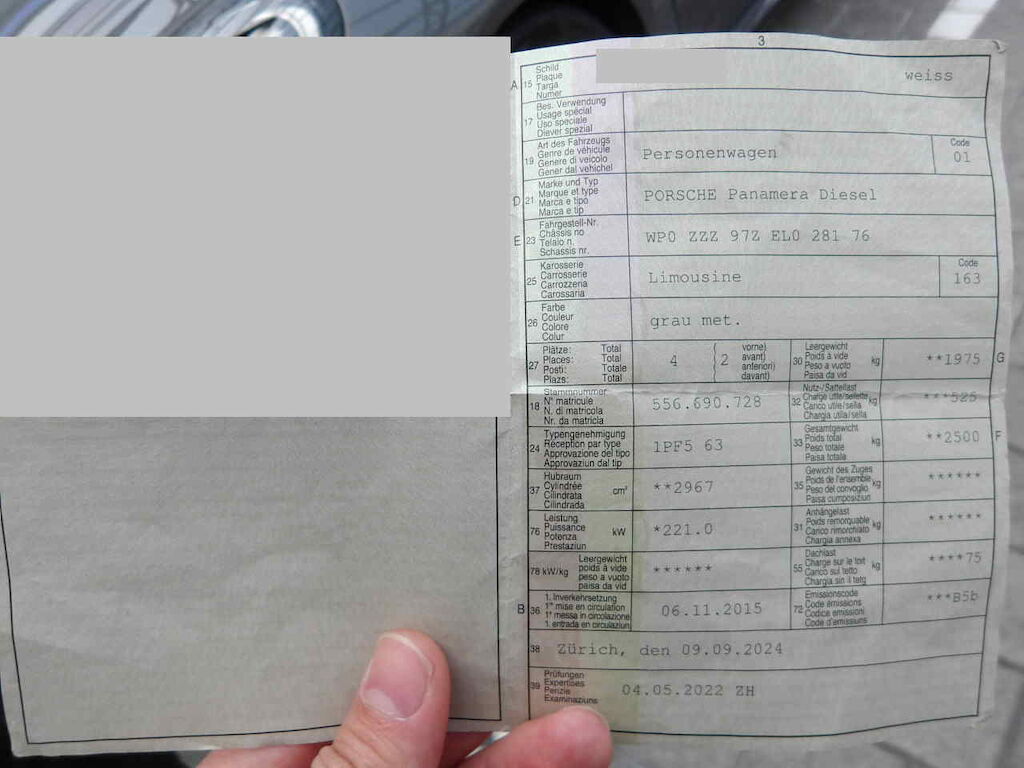 3
A 15 Schild
Plaque
Targa
Numer
weiss
17 Bes. Verwendung
Usage spécial
Uso speciale
Diever spezial
19 Art des Fahrzeugs
Genre de véhicule
Genere di veicolo
Gener dal vehichel
Personenwagen
Code
01
D 21 Marke und Typ
Marque et type
Marca e tipo
Marca e tip
PORSCHE Panamera Diesel
E 23 Fahrgestell-Nr.
Châssis no
Telaio n.
Schassis nr.
WP0 ZZZ 97Z EL0 281 76
25 Karosserie
Carrosserie
Carrozzeria
Carossaria
Limousine
Code
163
26 Farbe
Couleur
Colore
Colur
grau met.
27 Plätze: Total
Places: Total
Posti: Totale
Plazs: Total
4 ( 2 vorne)
avant)
anteriori)
davant)
30 Leergewicht
Poids à vide
Peso a vuoto
Paisa da vid
kg
**1975 G
18 Stammnummer
N° matricule
N. di matricola
Nr. da matricla
556.690.728
32 Nutz-/Sattellast
Charge utile/sellette
Carico utile/sella
Chargia utila/sella
kg
***525
24 Typengenehmigung
Réception par type
Approvazione del tipo
Approvaziun dal tip
1PF5 63
33 Gesamtgewicht
Poids total
Peso totale
Paisa totala
kg
**2500 F
37 Hubraum
Cylindrée
Cilindrata
Cilindrada
cm³
**2967
35 Gewicht des Zuges
Poids de l'ensemble
Peso del convoglio
Paisa cumposiziun
kg
******
76 Leistung
Puissance
Potenza
Prestaziun
kW
*221.0
31 Anhängelast
Poids remorquable
Carico rimorchiato
Chargia annexa
kg
******
78 kW/kg Leergewicht
poids à vide
peso a vuoto
paisa da vid
******
55 Dachlast
Charge sur le toit
Carico sul tetto
Chargia sin il tetg
kg
****75
B 36 1. Inverkehrsetzung
1re mise en circulation
1a messa in circolazione
1. entrada en circulaziun
06.11.2015
72 Emissionscode
Code émissions
Codice emissioni
Code d'emissiuns
***B5b
38 Zürich, den 09.09.2024
39 Prüfungen
Expertises
Perizie
Examinaziuns
04.05.2022 ZH